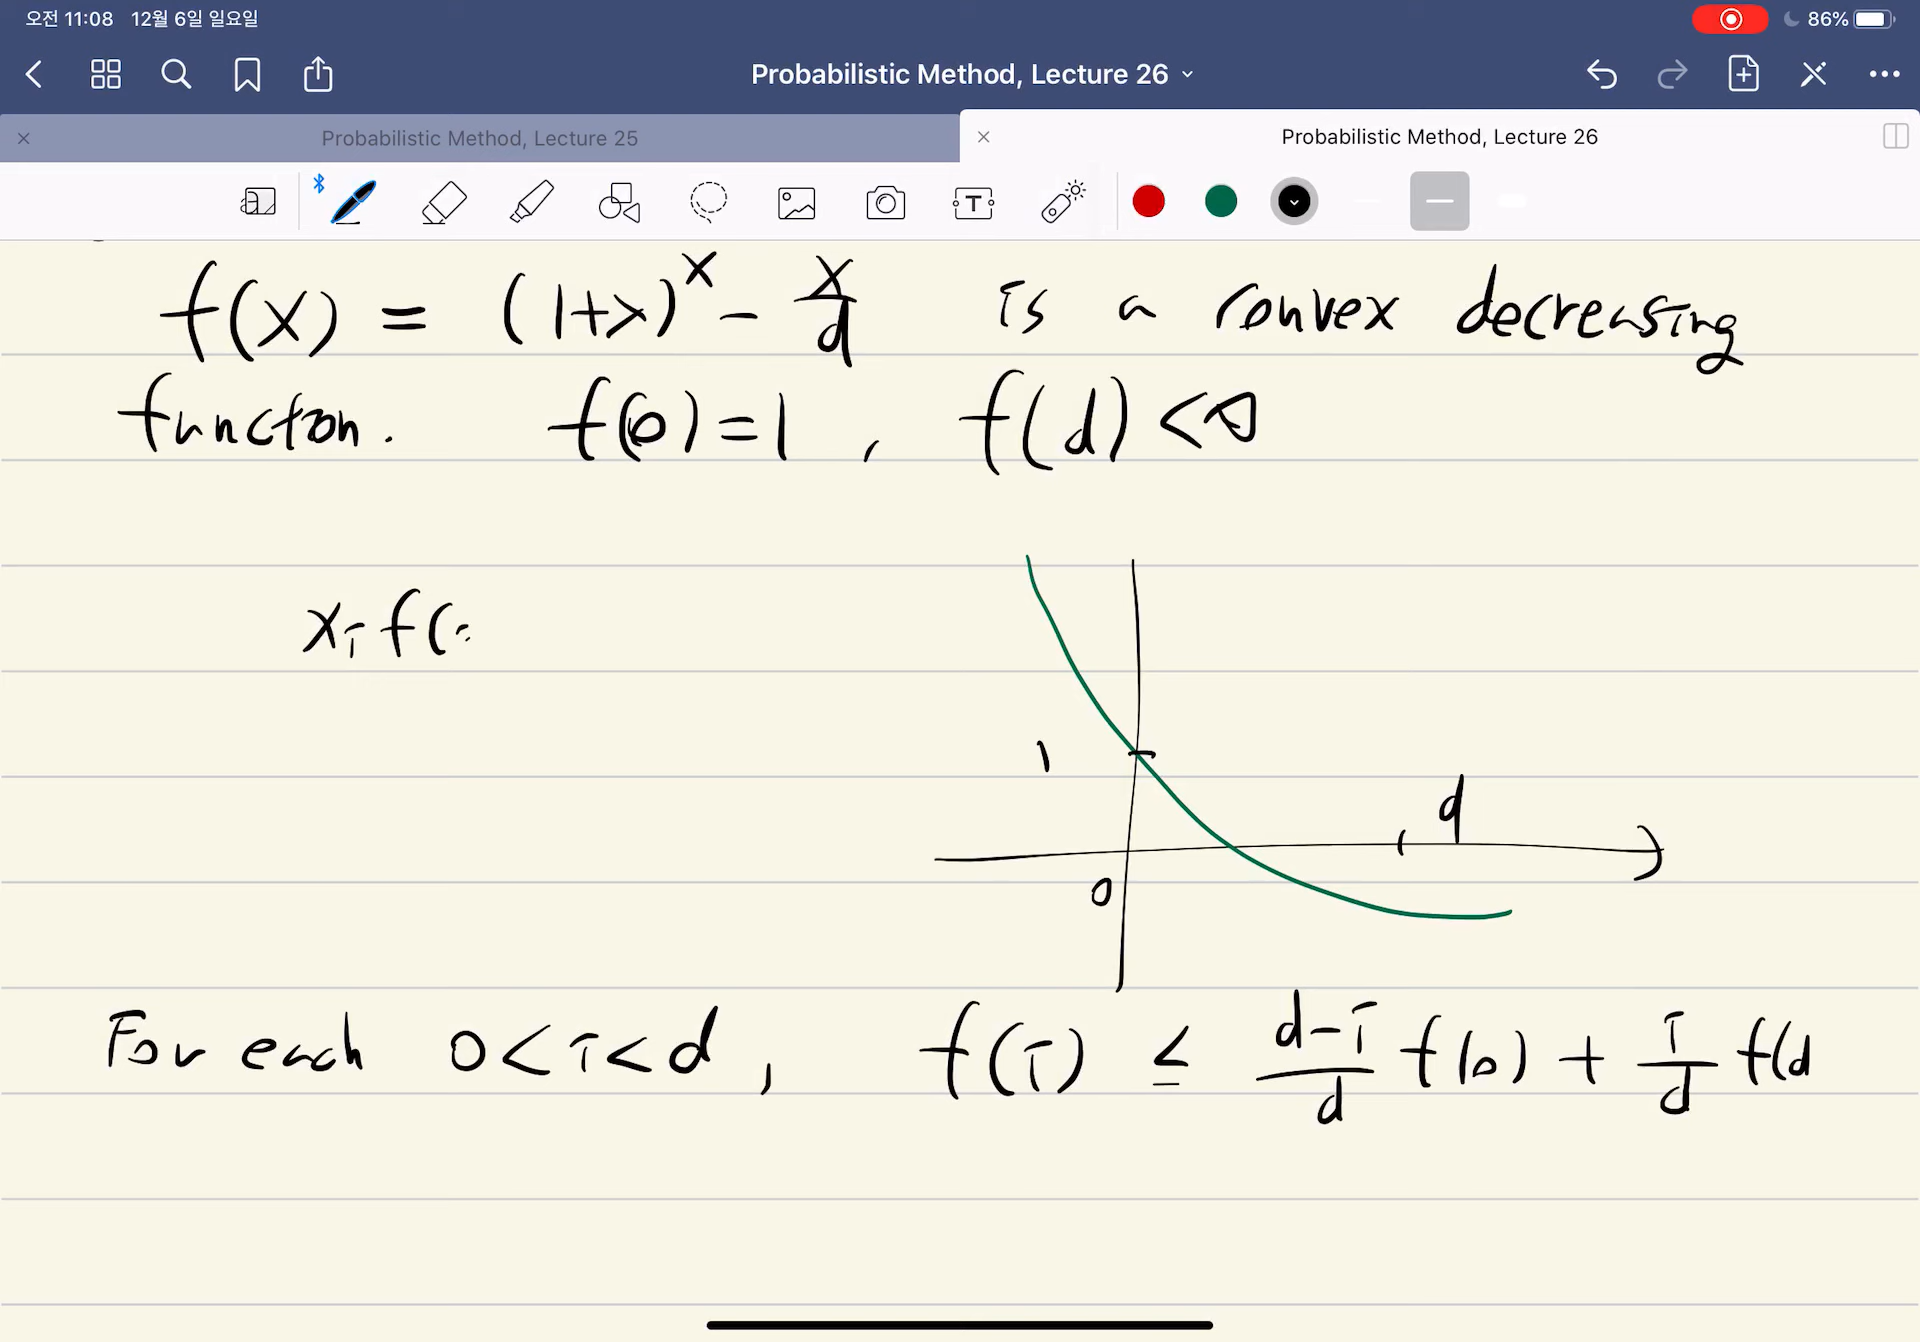 오전 11:08 12월 6일 일요일 86%
Probabilistic Method, Lecture 26
Probabilistic Method, Lecture 25
Probabilistic Method, Lecture 26
f(x) = (1+x)^x - x/d is a convex decreasing
functon. f(0)=1, f(d)<0
x_i f(
1
d
0
For each 0<i<d, f(i) ≤ (d-i)/d f(0) + i/d f(d